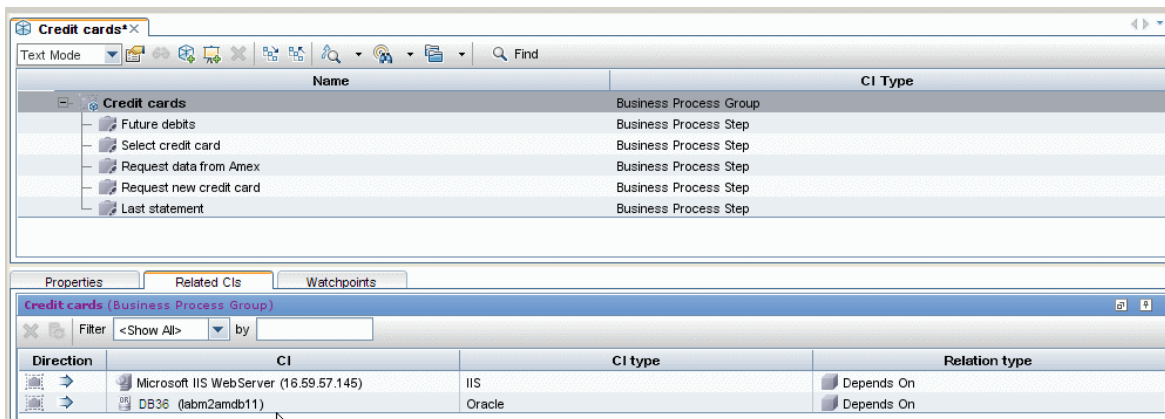 Credit cards*
Text Mode Find
Name CI Type
Credit cards Business Process Group
Future debits Business Process Step
Select credit card Business Process Step
Request data from Amex Business Process Step
Request new credit card Business Process Step
Last statement Business Process Step
Properties Related CIs Watchpoints
Credit cards (Business Process Group)
Filter <Show All> by
Direction CI CI type Relation type
Microsoft IIS WebServer (16.59.57.145) IIS Depends On
DB36 (labm2amdb11) Oracle Depends On